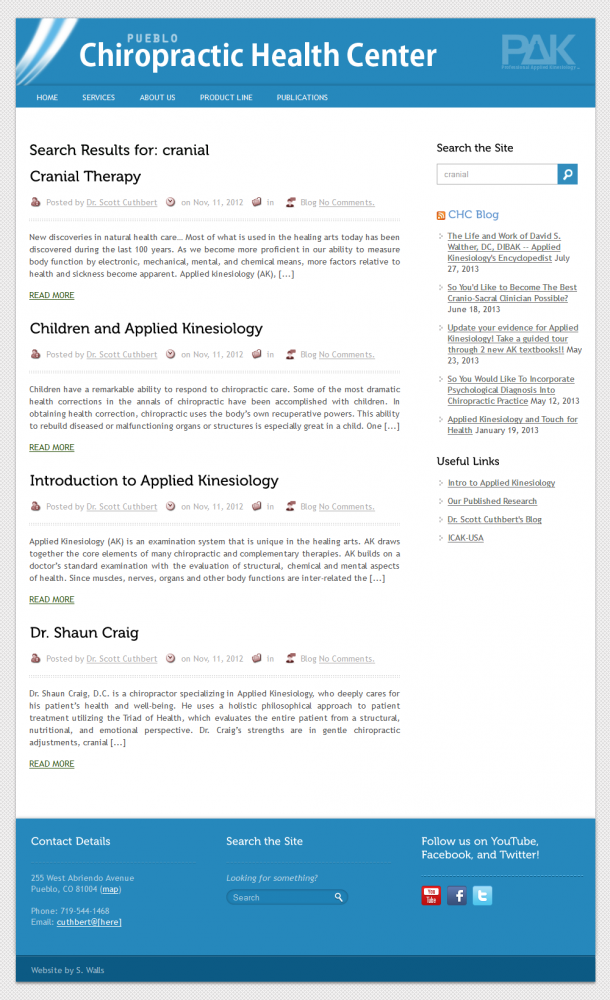 PUEBLO
Chiropractic Health Center
PAK
HOME SERVICES ABOUT US PRODUCT LINE PUBLICATIONS
Search Results for: cranial
Cranial Therapy
Posted by Dr. Scott Cuthbert on Nov, 11, 2012 in Blog No Comments.
New discoveries in natural health care... Most of what is used in the healing arts today has been
discovered during the last 100 years. As we become more proficient in our ability to measure
body function by electronic, mechanical, mental, and chemical means, more factors relative to
health and sickness become apparent. Applied kinesiology (AK), [...]
READ MORE
Children and Applied Kinesiology
Posted by Dr. Scott Cuthbert on Nov, 11, 2012 in Blog No Comments.
Children have a remarkable ability to respond to chiropractic care. Some of the most dramatic
health corrections in the annals of chiropractic have been accomplished with children. In
obtaining health correction, chiropractic uses the body's own recuperative powers. This ability
to rebuild diseased or malfunctioning organs or structures is especially great in a child. One [...]
READ MORE
Introduction to Applied Kinesiology
Posted by Dr. Scott Cuthbert on Nov, 11, 2012 in Blog No Comments.
Applied Kinesiology (AK) is an examination system that is unique in the healing arts. AK draws
together the core elements of many chiropractic and complementary therapies. AK builds on a
doctor's standard examination with the evaluation of structural, chemical and mental aspects
of health. Since muscles, nerves, organs and other body functions are inter-related the [...]
READ MORE
Dr. Shaun Craig
Posted by Dr. Scott Cuthbert on Nov, 11, 2012 in Blog No Comments.
Dr. Shaun Craig, D.C. is a chiropractor specializing in Applied Kinesiology, who deeply cares for
his patient's health and well-being. He uses a holistic philosophical approach to patient
treatment utilizing the Triad of Health, which evaluates the entire patient from a structural,
nutritional, and emotional perspective. Dr. Craig's strengths are in gentle chiropractic
adjustments, cranial [...]
READ MORE
Search the Site
cranial
CHC Blog
The Life and Work of David S.
Walther, DC, DIBAK -- Applied
Kinesiology's Encyclopedist July
27, 2013
So You'd Like to Become The Best
Cranio-Sacral Clinician Possible?
June 18, 2013
Update your evidence for Applied
Kinesiology! Take a guided tour
through 2 new AK textbooks!! May
23, 2013
So You Would Like To Incorporate
Psychological Diagnosis Into
Chiropractic Practice May 12, 2013
Applied Kinesiology and Touch for
Health January 19, 2013
Useful Links
Intro to Applied Kinesiology
Our Published Research
Dr. Scott Cuthbert's Blog
ICAK-USA
Contact Details
255 West Abriendo Avenue
Pueblo, CO 81004 (map)
Phone: 719-544-1468
Email: cuthbert@[here]
Search the Site
Looking for something?
Search
Follow us on YouTube,
Facebook, and Twitter!
You
Tube
f
t
Website by S. Walls